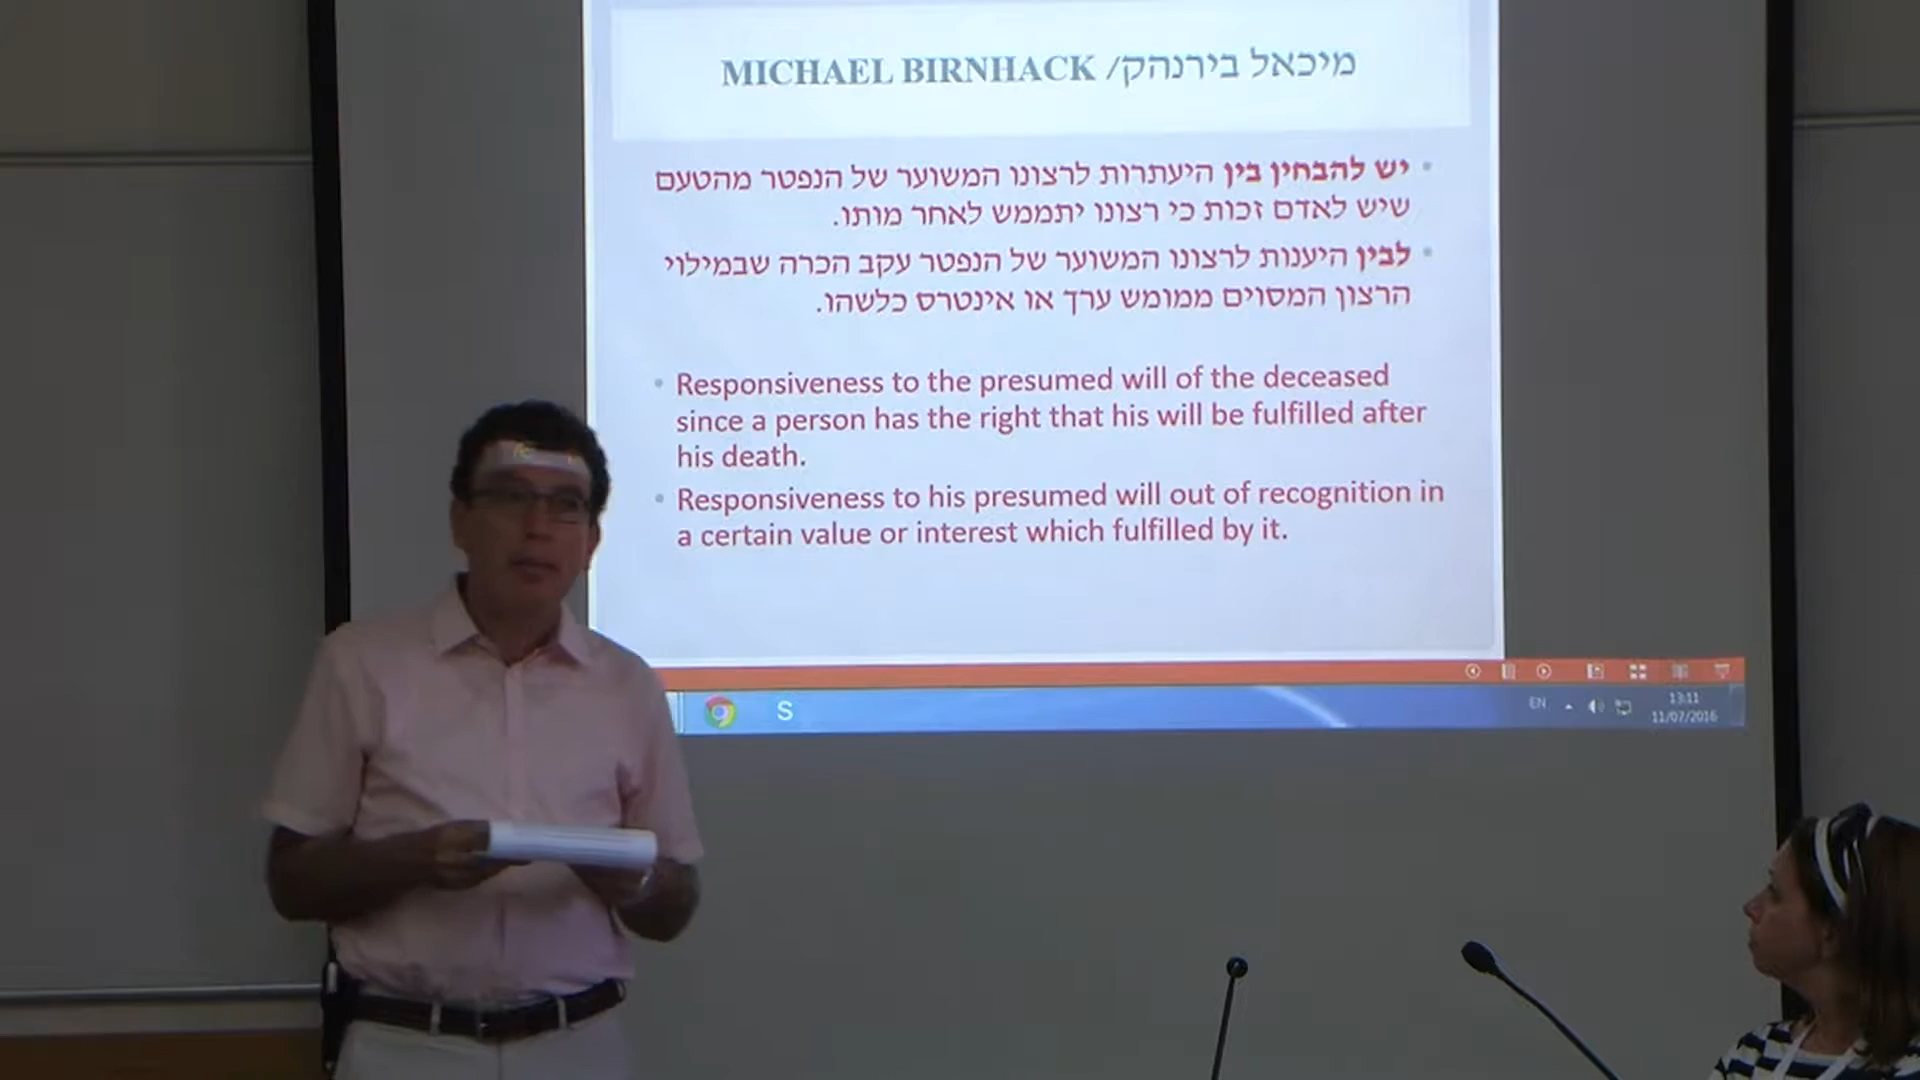 MICHAEL BIRNHACK /מיכאל בירנהק
• יש להבחין בין היעתרות לרצונו המשוער של הנפטר מהטעם
שיש לאדם זכות כי רצונו יתממש לאחר מותו.
• לבין היענות לרצונו המשוער של הנפטר עקב הכרה שבמילוי
הרצון המסוים ממומש ערך או אינטרס כלשהו.
• Responsiveness to the presumed will of the deceased
since a person has the right that his will be fulfilled after
his death.
• Responsiveness to his presumed will out of recognition in
a certain value or interest which fulfilled by it.
S
EN
13:11
11/07/2016